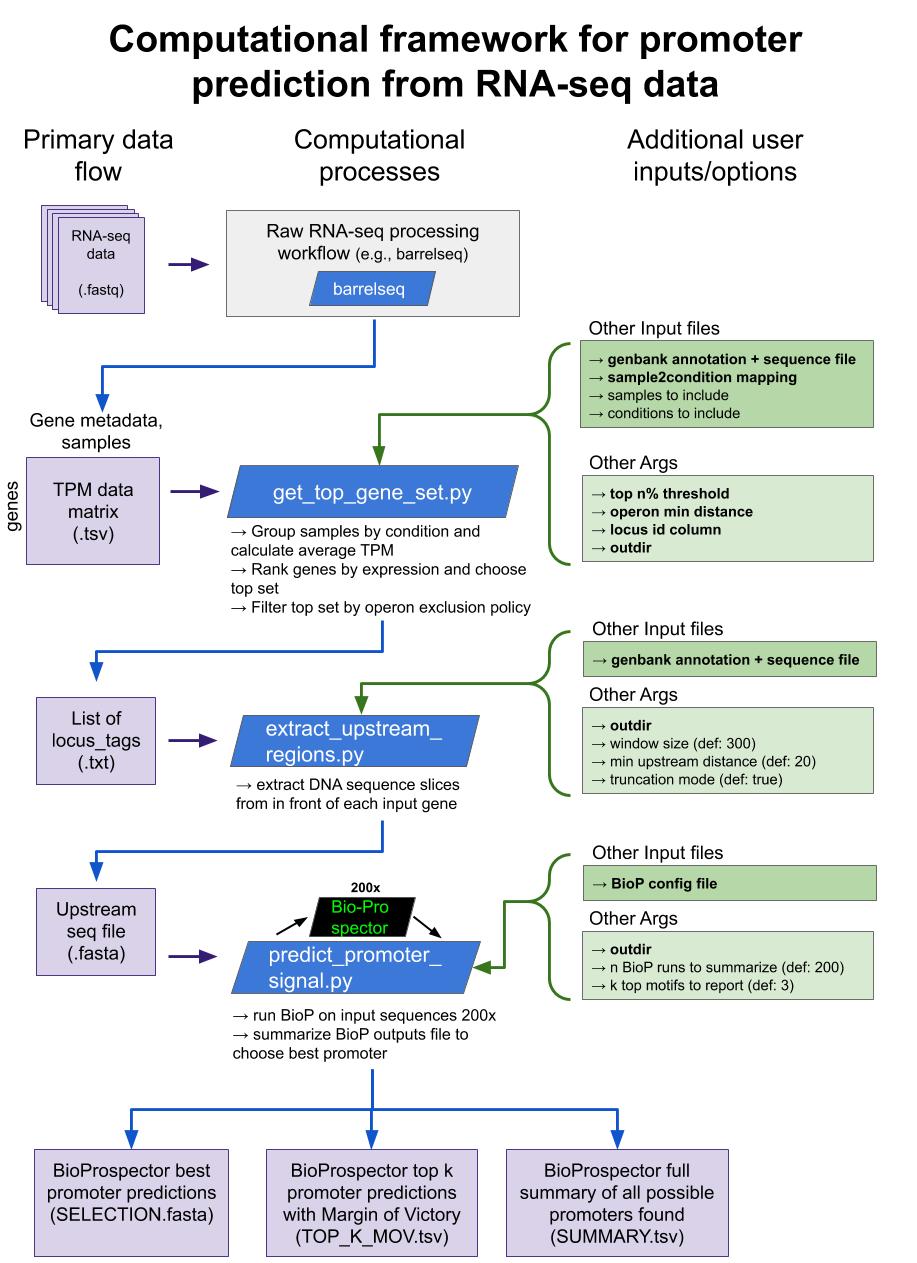 Computational framework for promoter
prediction from RNA-seq data
Primary data
flow
Computational
processes
Additional user
inputs/options
RNA-seq
data
(.fastq)
Raw RNA-seq processing
workflow (e.g., barrelseq)
barrelseq
Other Input files
→ genbank annotation + sequence file
→ sample2condition mapping
→ samples to include
→ conditions to include
Gene metadata,
samples
genes
TPM data
matrix
(.tsv)
get_top_gene_set.py
→ Group samples by condition and
calculate average TPM
→ Rank genes by expression and choose
top set
→ Filter top set by operon exclusion policy
Other Args
→ top n% threshold
→ operon min distance
→ locus id column
→ outdir
Other Input files
→ genbank annotation + sequence file
Other Args
→ outdir
→ window size (def: 300)
→ min upstream distance (def: 20)
→ truncation mode (def: true)
List of
locus_tags
(.txt)
extract_upstream_
regions.py
→ extract DNA sequence slices
from in front of each input gene
Other Input files
→ BioP config file
Other Args
→ outdir
→ n BioP runs to summarize (def: 200)
→ k top motifs to report (def: 3)
Upstream
seq file
(.fasta)
200x
Bio-Pro
spector
predict_promoter_
signal.py
→ run BioP on input sequences 200x
→ summarize BioP outputs file to
choose best promoter
BioProspector best
promoter predictions
(SELECTION.fasta)
BioProspector top k
promoter predictions
with Margin of Victory
(TOP_K_MOV.tsv)
BioProspector full
summary of all possible
promoters found
(SUMMARY.tsv)